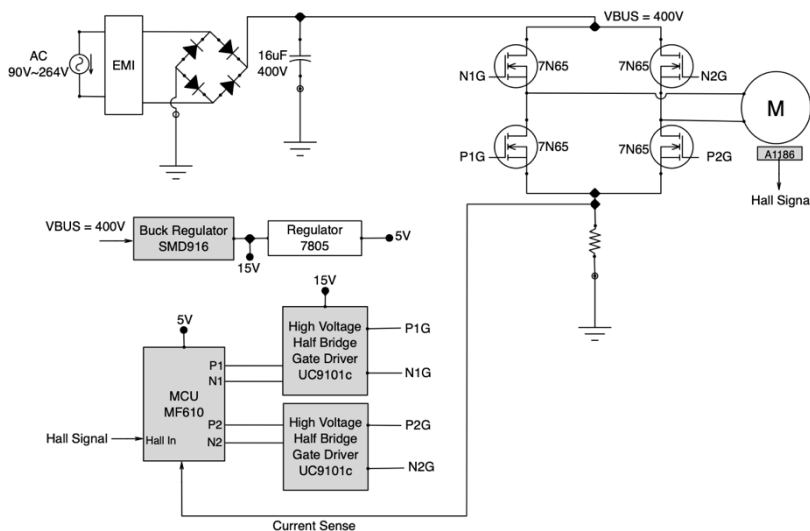 AC
90V~264V
EMI
16uF
400V
VBUS = 400V
N1G
7N65
7N65
N2G
M
P1G
7N65
7N65
P2G
A1186
Hall Signal
VBUS = 400V
Buck Regulator
SMD916
15V
Regulator
7805
5V
15V
5V
High Voltage
Half Bridge
Gate Driver
UC9101c
P1G
N1G
MCU
MF610
P1
N1
P2
N2
Hall In
Hall Signal
High Voltage
Half Bridge
Gate Driver
UC9101c
P2G
N2G
Current Sense